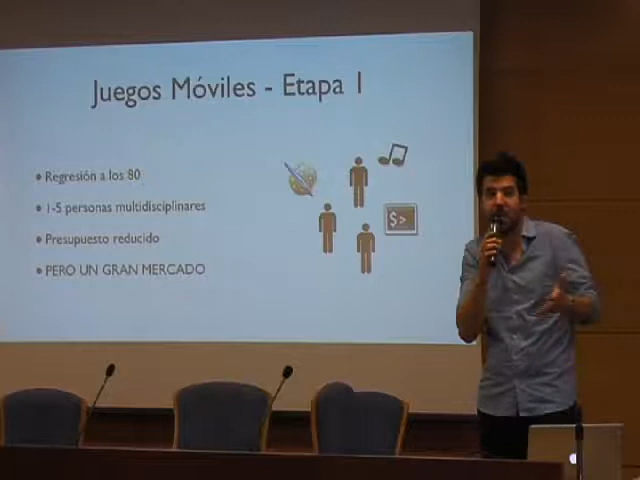 Juegos Móviles - Etapa 1
• Regresión a los 80
• 1-5 personas multidisciplinares
• Presupuesto reducido
• PERO UN GRAN MERCADO
$>